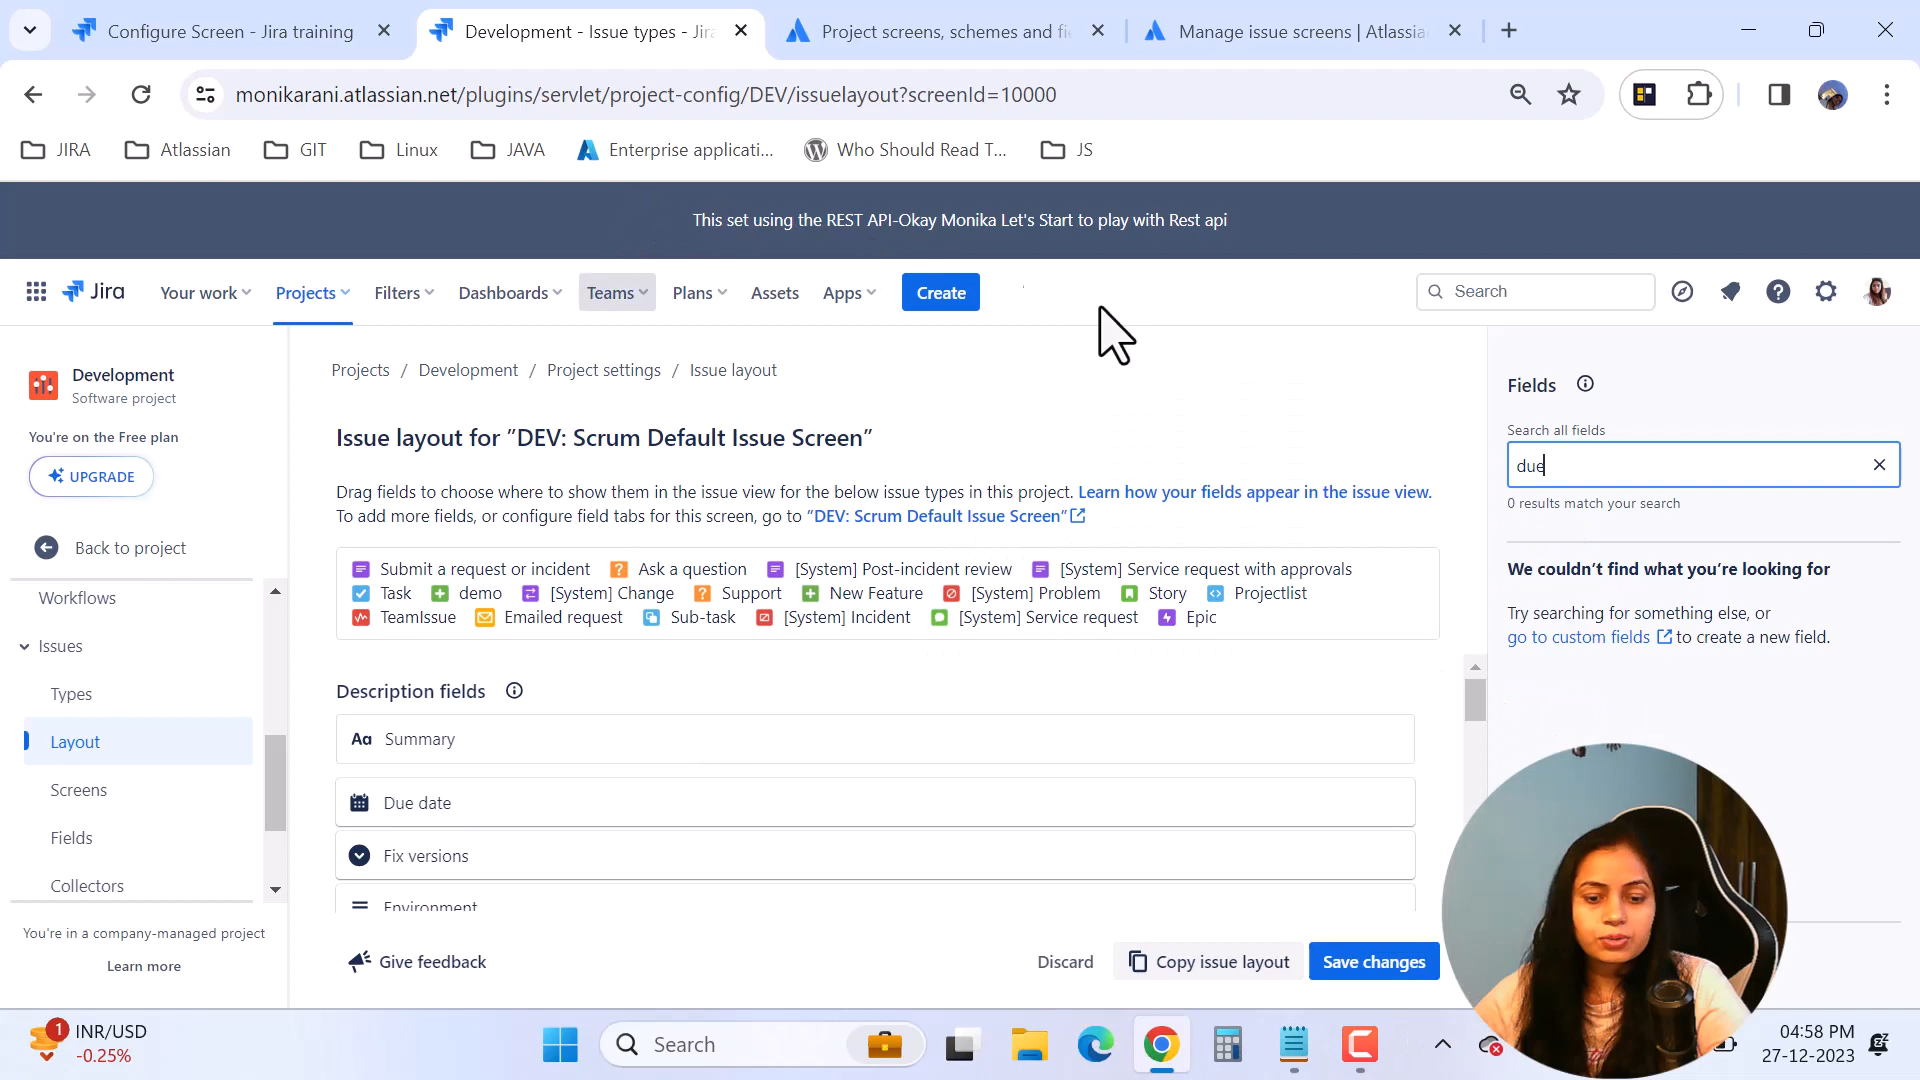 Configure Screen - Jira training
Development - Issue types - Jira
Project screens, schemes and fi
Manage issue screens | Atlassia
monikarani.atlassian.net/plugins/servlet/project-config/DEV/issuelayout?screenId=10000
JIRA
Atlassian
GIT
Linux
JAVA
Enterprise applicati...
Who Should Read T...
JS
This set using the REST API-Okay Monika Let's Start to play with Rest api
Jira
Your work
Projects
Filters
Dashboards
Teams
Plans
Assets
Apps
Create
Search
Development
Software project
You're on the Free plan
UPGRADE
Back to project
Workflows
Issues
Types
Layout
Screens
Fields
Collectors
You're in a company-managed project
Learn more
Projects / Development / Project settings / Issue layout
Issue layout for "DEV: Scrum Default Issue Screen"
Drag fields to choose where to show them in the issue view for the below issue types in this project. Learn how your fields appear in the issue view.
To add more fields, or configure field tabs for this screen, go to "DEV: Scrum Default Issue Screen"
Submit a request or incident Ask a question [System] Post-incident review [System] Service request with approvals
Task demo [System] Change Support New Feature [System] Problem Story Projectlist
TeamIssue Emailed request Sub-task [System] Incident [System] Service request Epic
Description fields
Aa Summary
Due date
Fix versions
Environment
Give feedback
Discard
Copy issue layout
Save changes
Fields
Search all fields
due
0 results match your search
We couldn't find what you're looking for
Try searching for something else, or
go to custom fields to create a new field.
1
INR/USD
-0.25%
Search
04:58 PM
27-12-2023